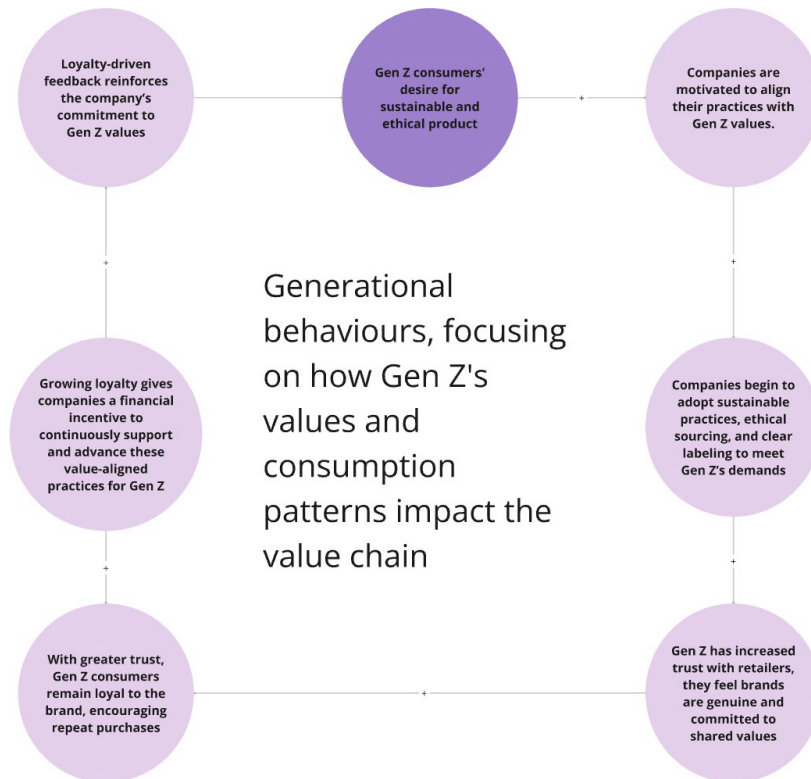 Loyalty-driven
feedback reinforces
the company's
commitment to
Gen Z values
Gen Z consumers'
desire for
sustainable and
ethical product
+
Companies are
motivated to align
their practices with
Gen Z values.
+
+
Generational
behaviours, focusing
on how Gen Z's
values and
consumption
patterns impact the
value chain
Growing loyalty gives
companies a financial
incentive to
continuously support
and advance these
value-aligned
practices for Gen Z
Companies begin to
adopt sustainable
practices, ethical
sourcing, and clear
labeling to meet
Gen Z's demands
+
+
With greater trust,
Gen Z consumers
remain loyal to the
brand, encouraging
repeat purchases
+
Gen Z has increased
trust with retailers,
they feel brands
are genuine and
committed to
shared values